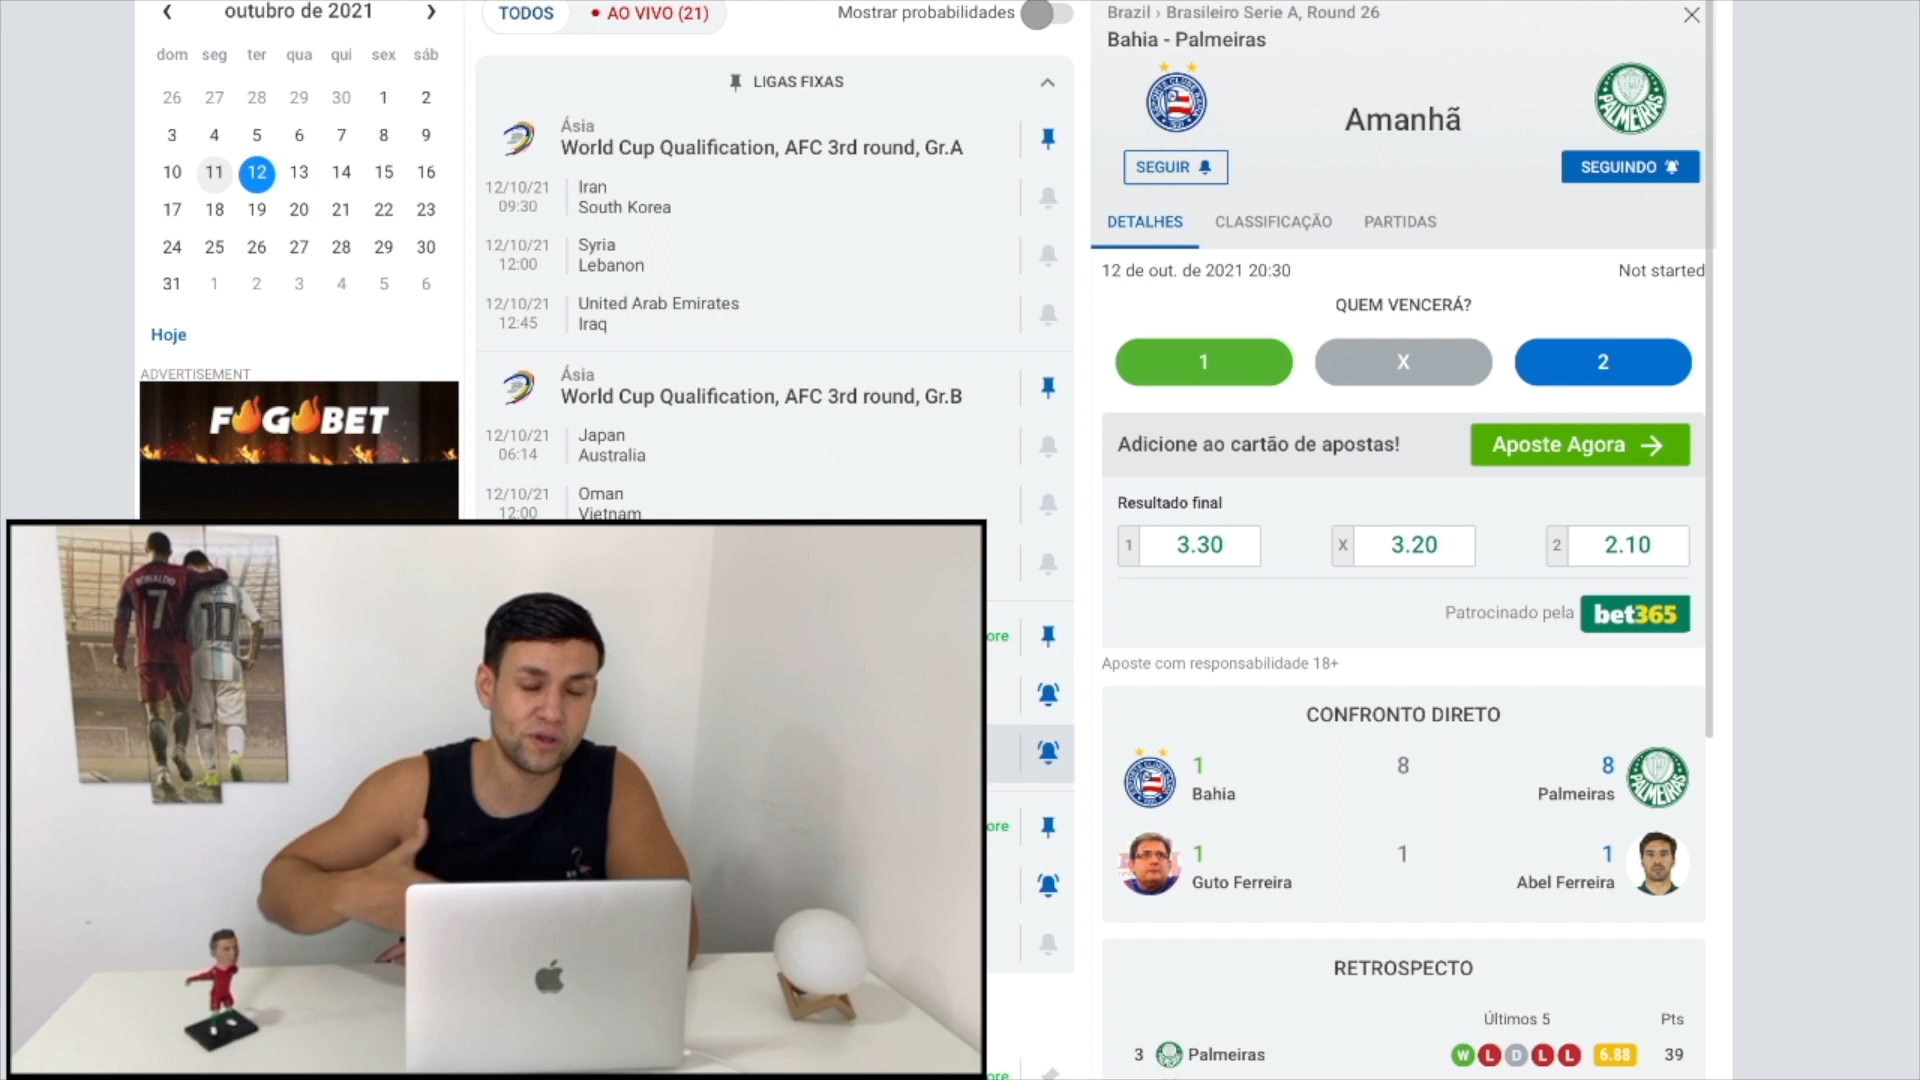 outubro de 2021
dom seg ter qua qui sex sáb
26 27 28 29 30 1 2
3 4 5 6 7 8 9
10 11 12 13 14 15 16
17 18 19 20 21 22 23
24 25 26 27 28 29 30
31 1 2 3 4 5 6
Hoje
ADVERTISEMENT
FOGOBET
RONALDO
7
10
TODOS
AO VIVO (21)
Mostrar probabilidades
LIGAS FIXAS
Ásia
World Cup Qualification, AFC 3rd round, Gr.A
12/10/21 Iran
09:30 South Korea
12/10/21 Syria
12:00 Lebanon
12/10/21 United Arab Emirates
12:45 Iraq
Ásia
World Cup Qualification, AFC 3rd round, Gr.B
12/10/21 Japan
06:14 Australia
12/10/21 Oman
12:00 Vietnam
ore
ore
ore
Brazil › Brasileiro Serie A, Round 26
Bahia - Palmeiras
Amanhã
PALMEIRAS
SEGUIR
SEGUINDO
DETALHES CLASSIFICAÇÃO PARTIDAS
12 de out. de 2021 20:30 Not started
QUEM VENCERÁ?
1 X 2
Adicione ao cartão de apostas!
Aposte Agora
Resultado final
1 3.30 X 3.20 2 2.10
Patrocinado pela bet365
Aposte com responsabilidade 18+
CONFRONTO DIRETO
1 8 8
Bahia Palmeiras
PALMEIRAS
1 1 1
Guto Ferreira Abel Ferreira
RETROSPECTO
Últimos 5 Pts
3 Palmeiras W L D L L 6.88 39